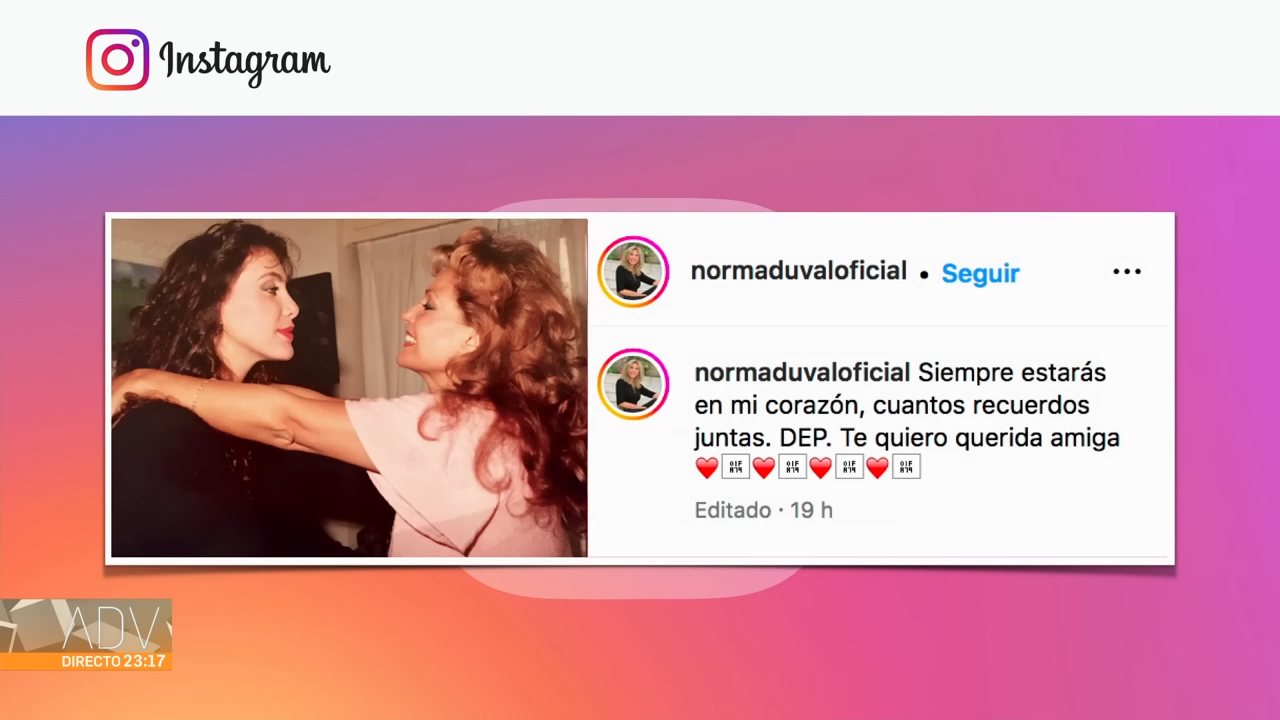 Instagram
normaduvaloficial • Seguir ...
normaduvaloficial Siempre estarás
en mi corazón, cuantos recuerdos
juntas. DEP. Te quiero querida amiga
❤️❤️❤️❤️
Editado · 19 h
ADV
DIRECTO 23:17